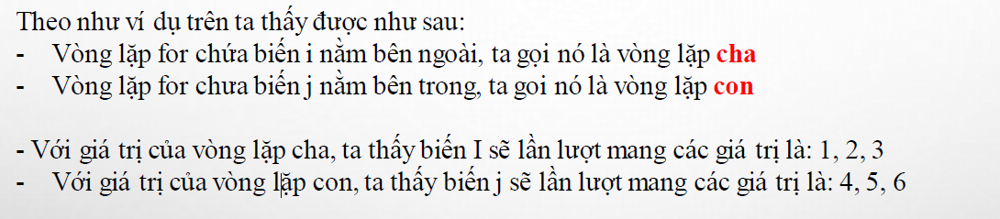 Theo như ví dụ trên ta thấy được như sau:
- Vòng lặp for chứa biến i nằm bên ngoài, ta gọi nó là vòng lặp cha
- Vòng lặp for chưa biến j nằm bên trong, ta goi nó là vòng lặp con
- Với giá trị của vòng lặp cha, ta thấy biến I sẽ lần lượt mang các giá trị là: 1, 2, 3
- Với giá trị của vòng lặp con, ta thấy biến j sẽ lần lượt mang các giá trị là: 4, 5, 6